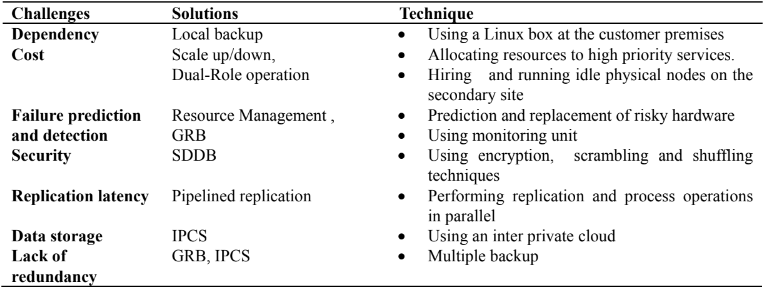 Challenges Solutions Technique
Dependency Local backup • Using a Linux box at the customer premises
Cost Scale up/down, • Allocating resources to high priority services.
Dual-Role operation • Hiring and running idle physical nodes on the
secondary site
Failure prediction Resource Management , • Prediction and replacement of risky hardware
and detection GRB • Using monitoring unit
Security SDDB • Using encryption, scrambling and shuffling
techniques
Replication latency Pipelined replication • Performing replication and process operations
in parallel
Data storage IPCS • Using an inter private cloud
Lack of GRB, IPCS • Multiple backup
redundancy